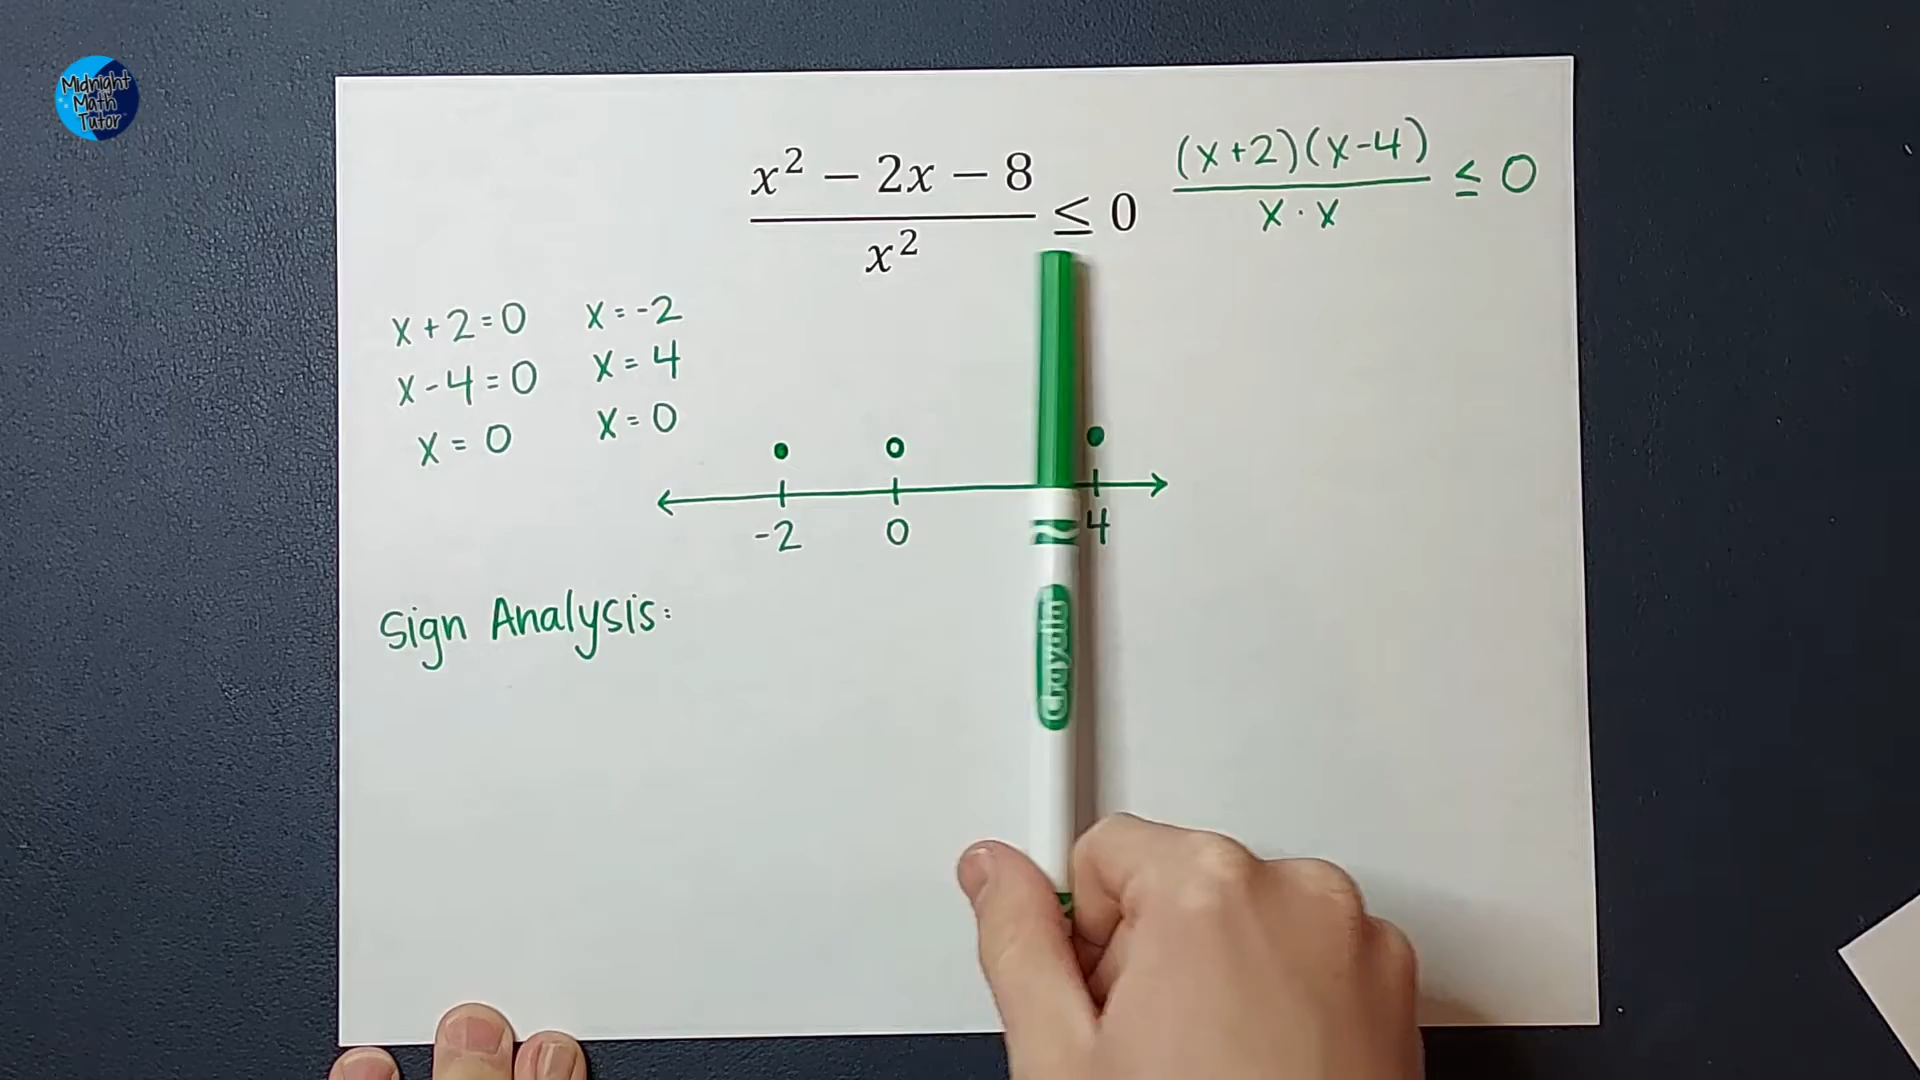 Midnight
Math
Tutor
x² − 2x − 8
x²
≤ 0
(x+2)(x-4)
x · x
≤ 0
x+2=0 x=-2
x-4=0 x=4
x=0 x=0
-2 0 4
Sign Analysis:
Crayola